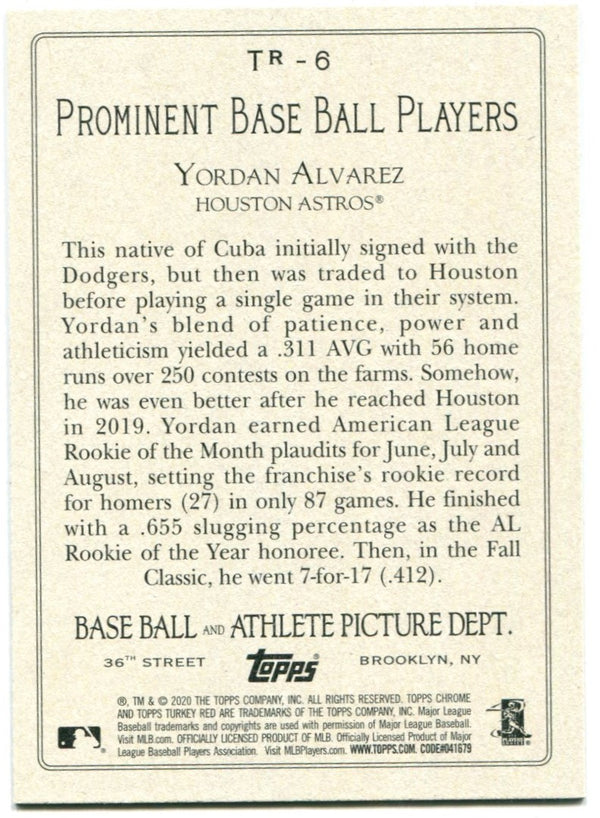 TR - 6
PROMINENT BASE BALL PLAYERS
YORDAN ALVAREZ
HOUSTON ASTROS®
This native of Cuba initially signed with the
Dodgers, but then was traded to Houston
before playing a single game in their system.
Yordan's blend of patience, power and
athleticism yielded a .311 AVG with 56 home
runs over 250 contests on the farms. Somehow,
he was even better after he reached Houston
in 2019. Yordan earned American League
Rookie of the Month plaudits for June, July and
August, setting the franchise's rookie record
for homers (27) in only 87 games. He finished
with a .655 slugging percentage as the AL
Rookie of the Year honoree. Then, in the Fall
Classic, he went 7-for-17 (.412).
BASE BALL AND ATHLETE PICTURE DEPT.
36TH STREET topps® BROOKLYN, NY
®, TM & © 2020 THE TOPPS COMPANY, INC. ALL RIGHTS RESERVED. TOPPS CHROME
AND TOPPS TURKEY RED ARE TRADEMARKS OF THE TOPPS COMPANY, INC. Major League
Baseball trademarks and copyrights are used with permission of Major League Baseball.
Visit MLB.com. OFFICIALLY LICENSED PRODUCT OF MLB. Officially Licensed Product of Major
League Baseball Players Association. Visit MLBPlayers.com. WWW.TOPPS.COM. CODE#041679